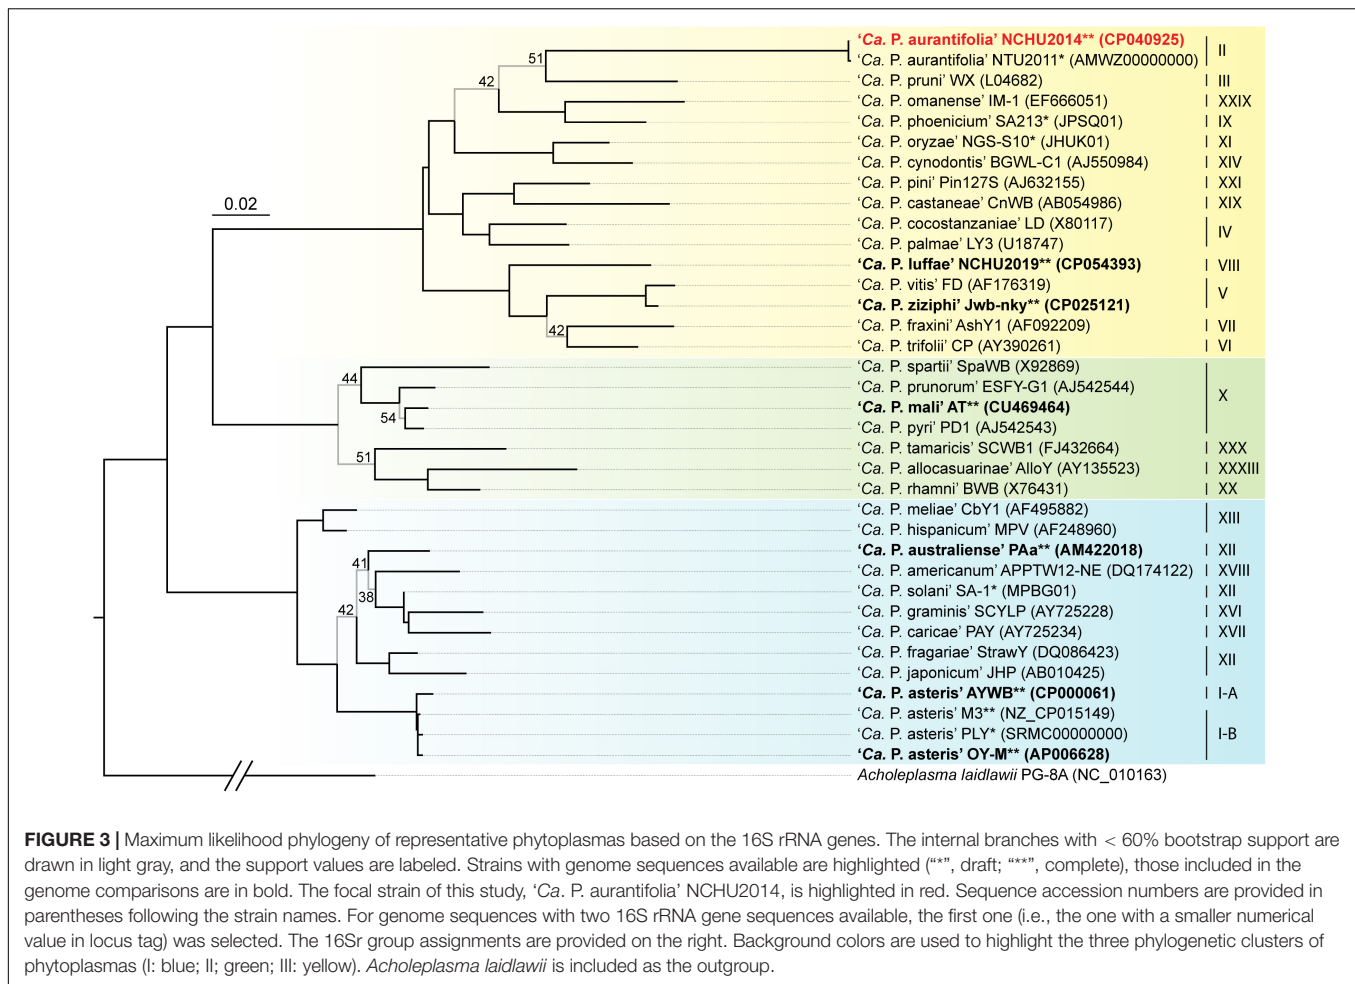 ‘Ca. P. aurantifolia’ NCHU2014** (CP040925)
‘Ca. P. aurantifolia’ NTU2011* (AMWZ00000000)
II
51
‘Ca. P. pruni’ WX (L04682) III
42
‘Ca. P. omanense’ IM-1 (EF666051) XXIX
‘Ca. P. phoenicium’ SA213* (JPSQ01) IX
‘Ca. P. oryzae’ NGS-S10* (JHUK01) XI
‘Ca. P. cynodontis’ BGWL-C1 (AJ550984) XIV
‘Ca. P. pini’ Pin127S (AJ632155) XXI
‘Ca. P. castaneae’ CnWB (AB054986) XIX
0.02
‘Ca. P. cocostanzaniae’ LD (X80117)
‘Ca. P. palmae’ LY3 (U18747)
IV
‘Ca. P. luffae’ NCHU2019** (CP054393) VIII
‘Ca. P. vitis’ FD (AF176319)
‘Ca. P. ziziphi’ Jwb-nky** (CP025121)
V
‘Ca. P. fraxini’ AshY1 (AF092209) VII
42
‘Ca. P. trifolii’ CP (AY390261) VI
‘Ca. P. spartii’ SpaWB (X92869)
44
‘Ca. P. prunorum’ ESFY-G1 (AJ542544)
X
‘Ca. P. mali’ AT** (CU469464)
54
‘Ca. P. pyri’ PD1 (AJ542543)
‘Ca. P. tamaricis’ SCWB1 (FJ432664) XXX
51
‘Ca. P. allocasuarinae’ AlloY (AY135523) XXXIII
‘Ca. P. rhamni’ BWB (X76431) XX
‘Ca. P. meliae’ CbY1 (AF495882)
‘Ca. P. hispanicum’ MPV (AF248960)
XIII
‘Ca. P. australiense’ PAa** (AM422018) XII
41
‘Ca. P. americanum’ APPTW12-NE (DQ174122) XVIII
38
‘Ca. P. solani’ SA-1* (MPBG01) XII
42
‘Ca. P. graminis’ SCYLP (AY725228) XVI
‘Ca. P. caricae’ PAY (AY725234) XVII
‘Ca. P. fragariae’ StrawY (DQ086423)
‘Ca. P. japonicum’ JHP (AB010425)
XII
‘Ca. P. asteris’ AYWB** (CP000061) I-A
‘Ca. P. asteris’ M3** (NZ_CP015149)
‘Ca. P. asteris’ PLY* (SRMC00000000)
I-B
‘Ca. P. asteris’ OY-M** (AP006628)
Acholeplasma laidlawii PG-8A (NC_010163)
FIGURE 3 | Maximum likelihood phylogeny of representative phytoplasmas based on the 16S rRNA genes. The internal branches with < 60% bootstrap support are
drawn in light gray, and the support values are labeled. Strains with genome sequences available are highlighted (“*”, draft; “**”, complete), those included in the
genome comparisons are in bold. The focal strain of this study, ‘Ca. P. aurantifolia’ NCHU2014, is highlighted in red. Sequence accession numbers are provided in
parentheses following the strain names. For genome sequences with two 16S rRNA gene sequences available, the first one (i.e., the one with a smaller numerical
value in locus tag) was selected. The 16Sr group assignments are provided on the right. Background colors are used to highlight the three phylogenetic clusters of
phytoplasmas (I: blue; II; green; III: yellow). Acholeplasma laidlawii is included as the outgroup.